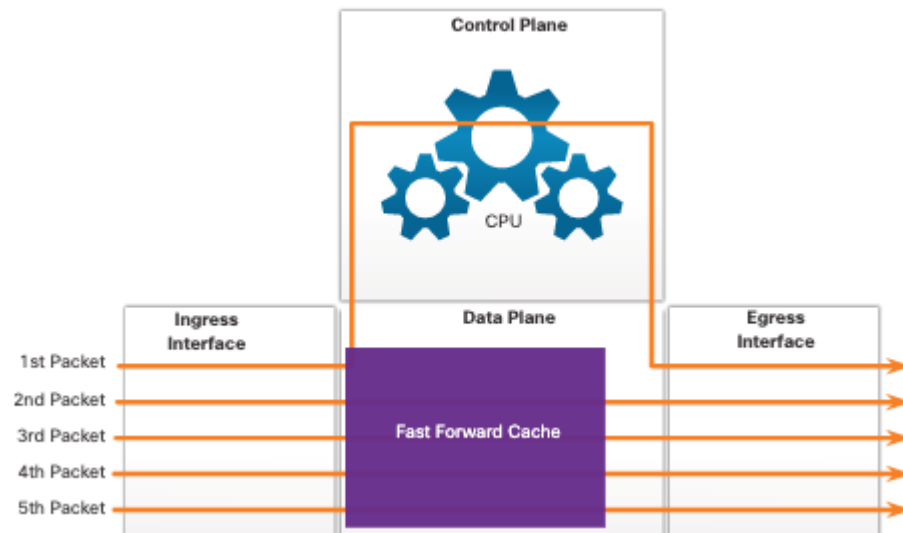 Control Plane
CPU
Ingress
Interface
Data Plane
Egress
Interface
1st Packet
2nd Packet
3rd Packet
Fast Forward Cache
4th Packet
5th Packet